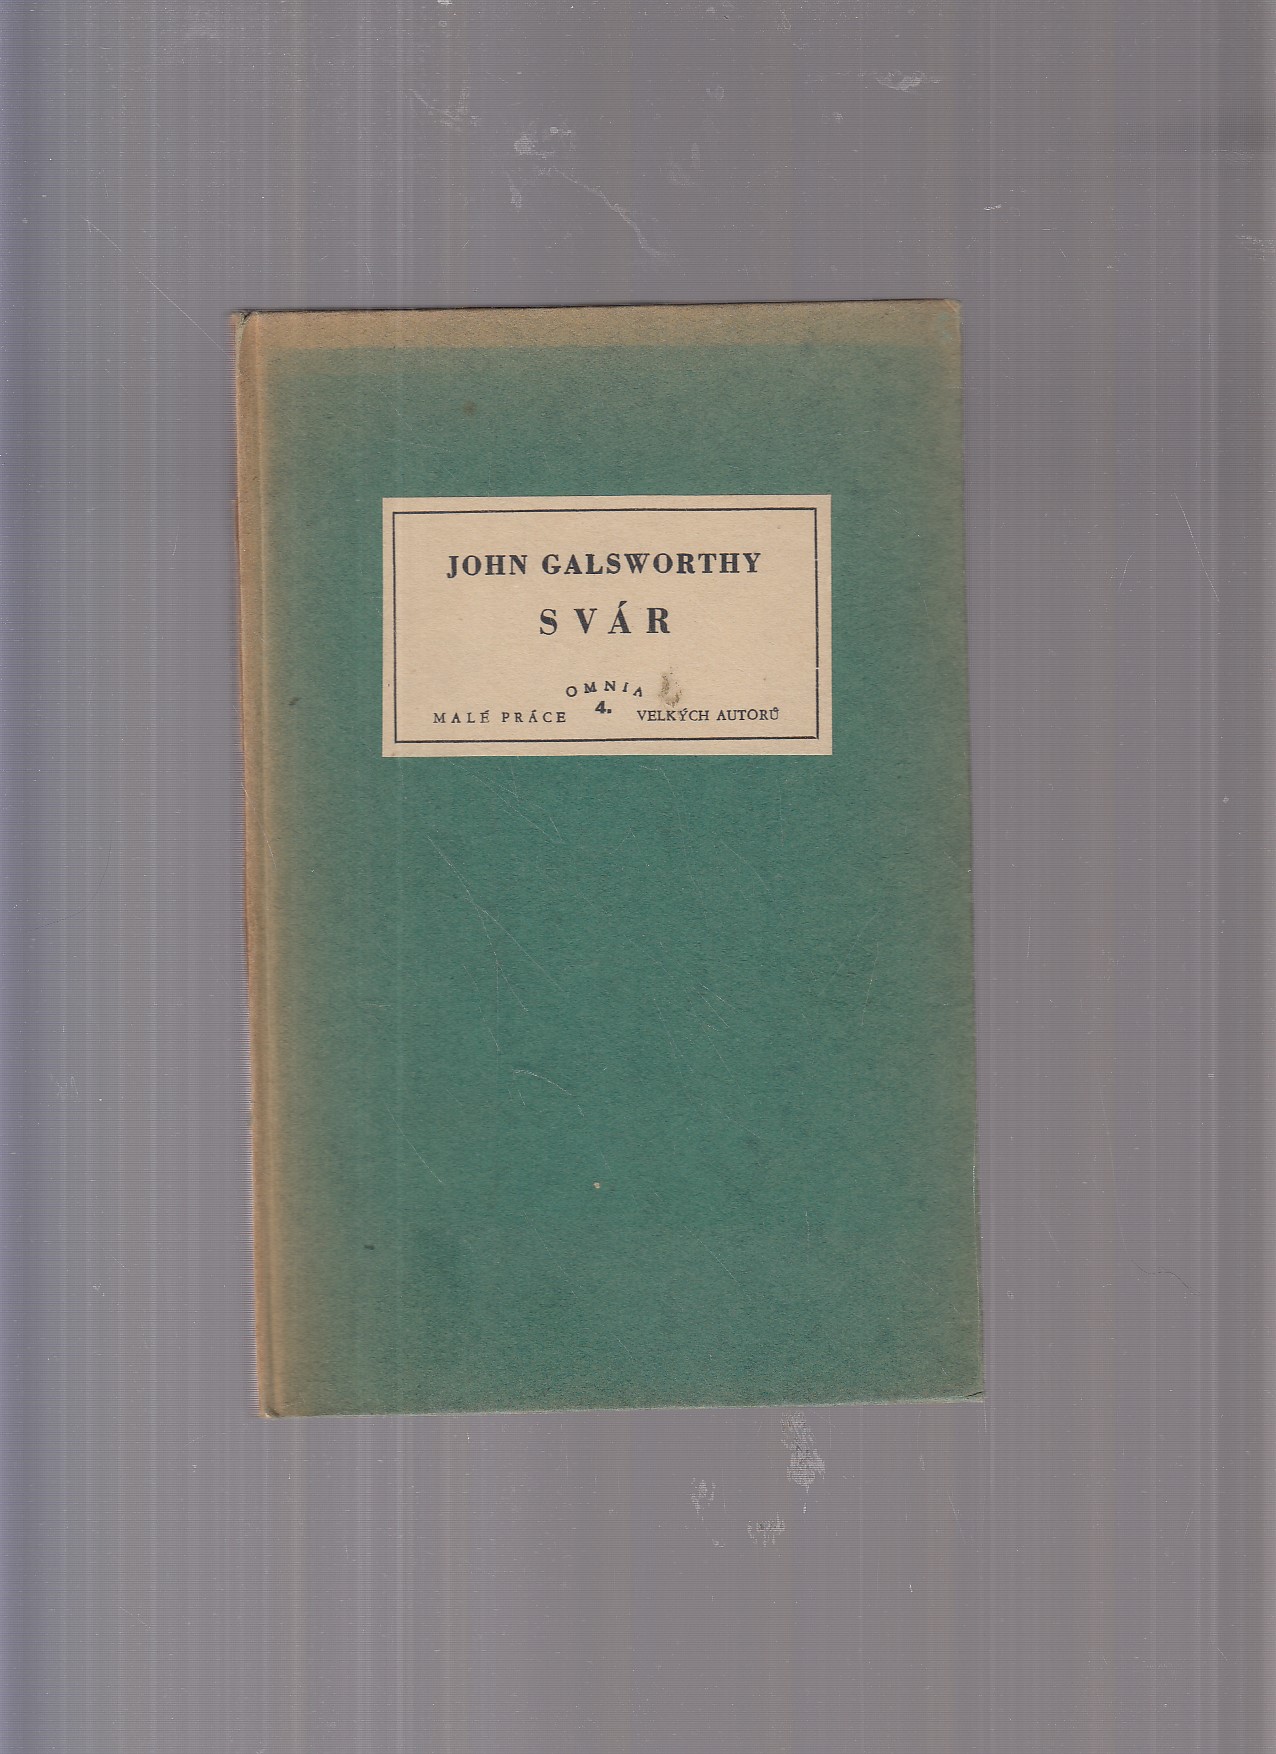 JOHN GALSWORTHY
SVÁR
OMNIA
MALÉ PRÁCE 4. VELKÝCH AUTORŮ